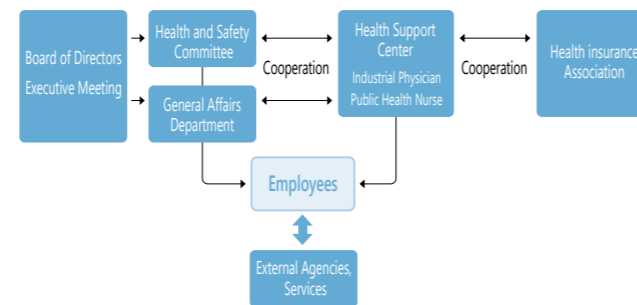 Board of Directors
Executive Meeting
Health and Safety
Committee
General Affairs
Department
Cooperation
Health Support
Center
Industrial Physician
Public Health Nurse
Cooperation
Health insurance
Association
Employees
External Agencies,
Services